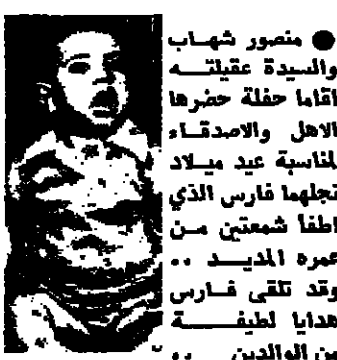 ● منصور شهاب
والسيدة عقيلته
اقاما حفلة حضرها
الاهل والاصدقاء
لمناسبة عيد ميلاد
نجلهما فارس الذي
اطفأ شمعتين من
عمره المديد ..
وقد تلقى فارس
هدايا لطيفة
من الوالدين ..